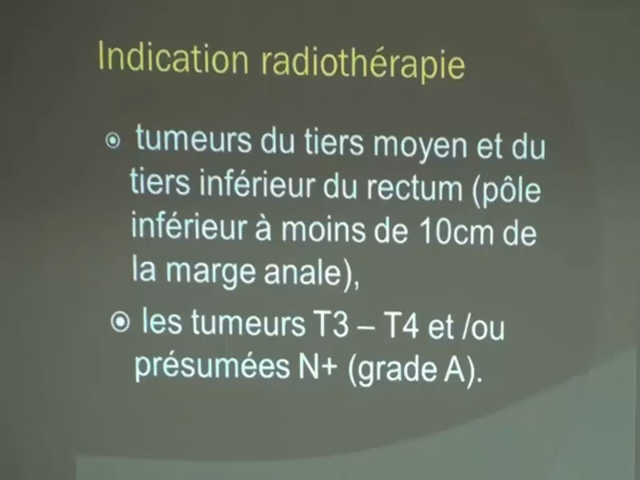 Indication radiothérapie
tumeurs du tiers moyen et du
tiers inférieur du rectum (pôle
inférieur à moins de 10cm de
la marge anale),
les tumeurs T3 – T4 et /ou
présumées N+ (grade A).